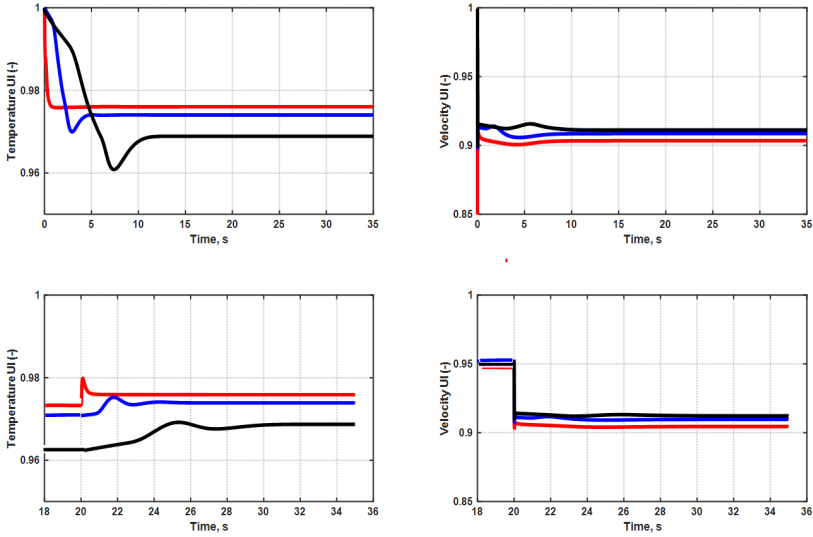 1
0.98
0.96
Temperature UI (-)
0 5 10 15 20 25 30 35
Time, s
1
0.95
0.9
0.85
Velocity UI (-)
0 5 10 15 20 25 30 35
Time, s
1
0.98
0.96
Temperature UI (-)
18 20 22 24 26 28 30 32 34 36
Time, s
1
0.95
0.9
0.85
Velocity UI (-)
18 20 22 24 26 28 30 32 34 36
Time, s